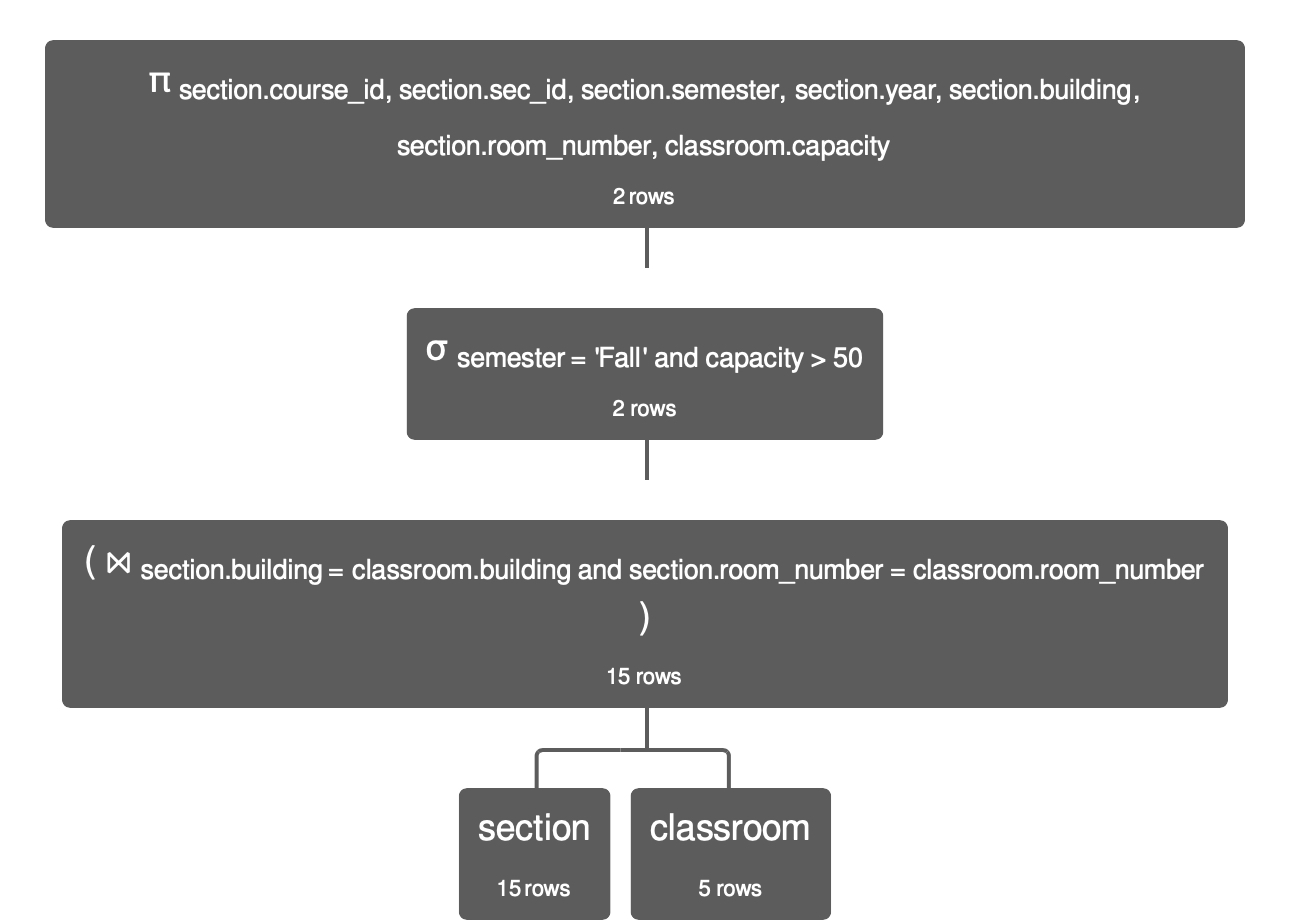 π section.course_id, section.sec_id, section.semester, section.year, section.building,
section.room_number, classroom.capacity
2 rows
σ semester = 'Fall' and capacity > 50
2 rows
( ⋈ section.building = classroom.building and section.room_number = classroom.room_number
)
15 rows
section
classroom
15 rows
5 rows